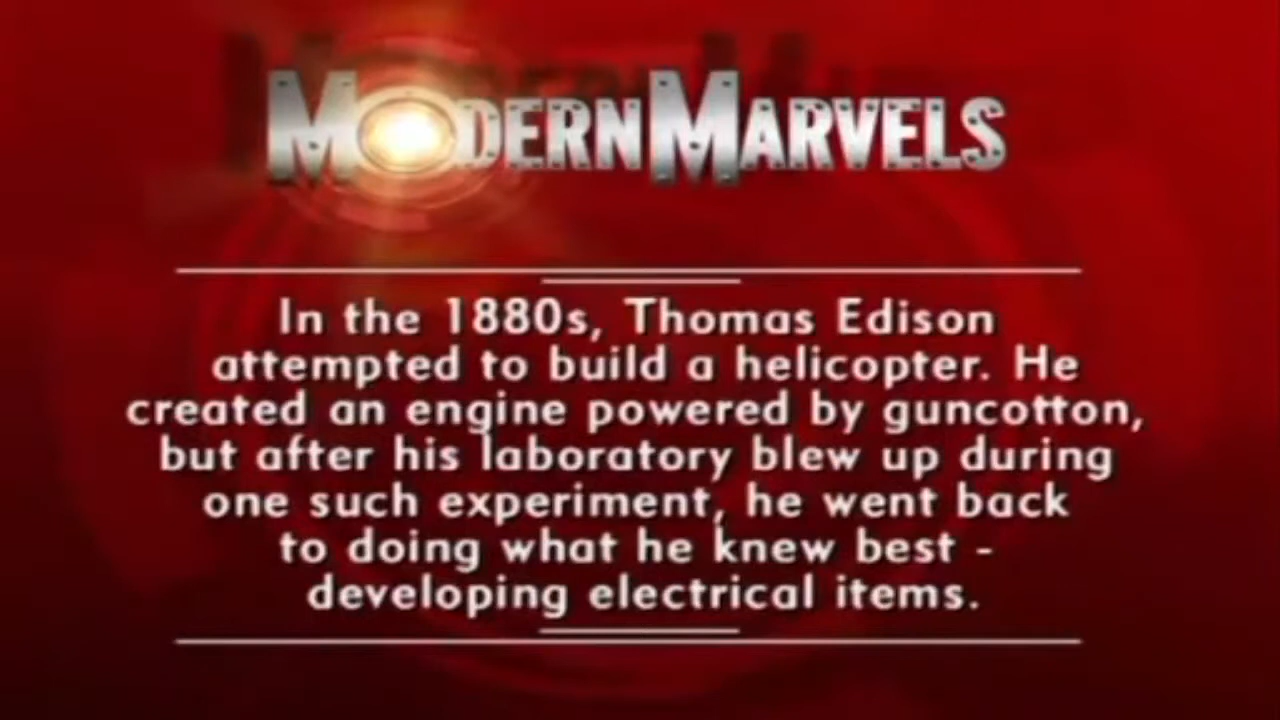 MODERN MARVELS
In the 1880s, Thomas Edison
attempted to build a helicopter. He
created an engine powered by guncotton,
but after his laboratory blew up during
one such experiment, he went back
to doing what he knew best -
developing electrical items.